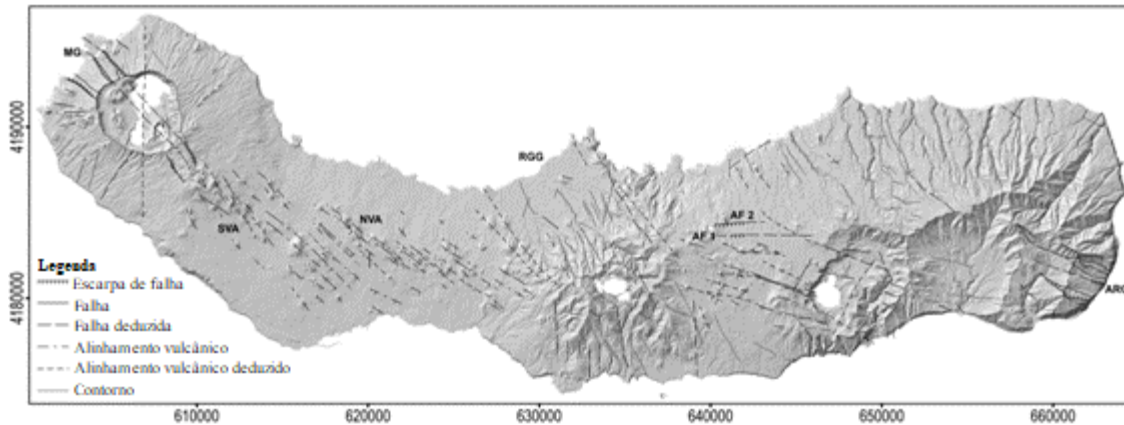 MG
4190000
RGG
AF 2
NVA
SVA
AF 1
Legenda
Escarpa de falha
ARG
4180000
Falha
Falha deduzida
Alinhamento vulcânico
Alinhamento vulcânico deduzido
Contorno
610000 620000 630000 640000 650000 660000